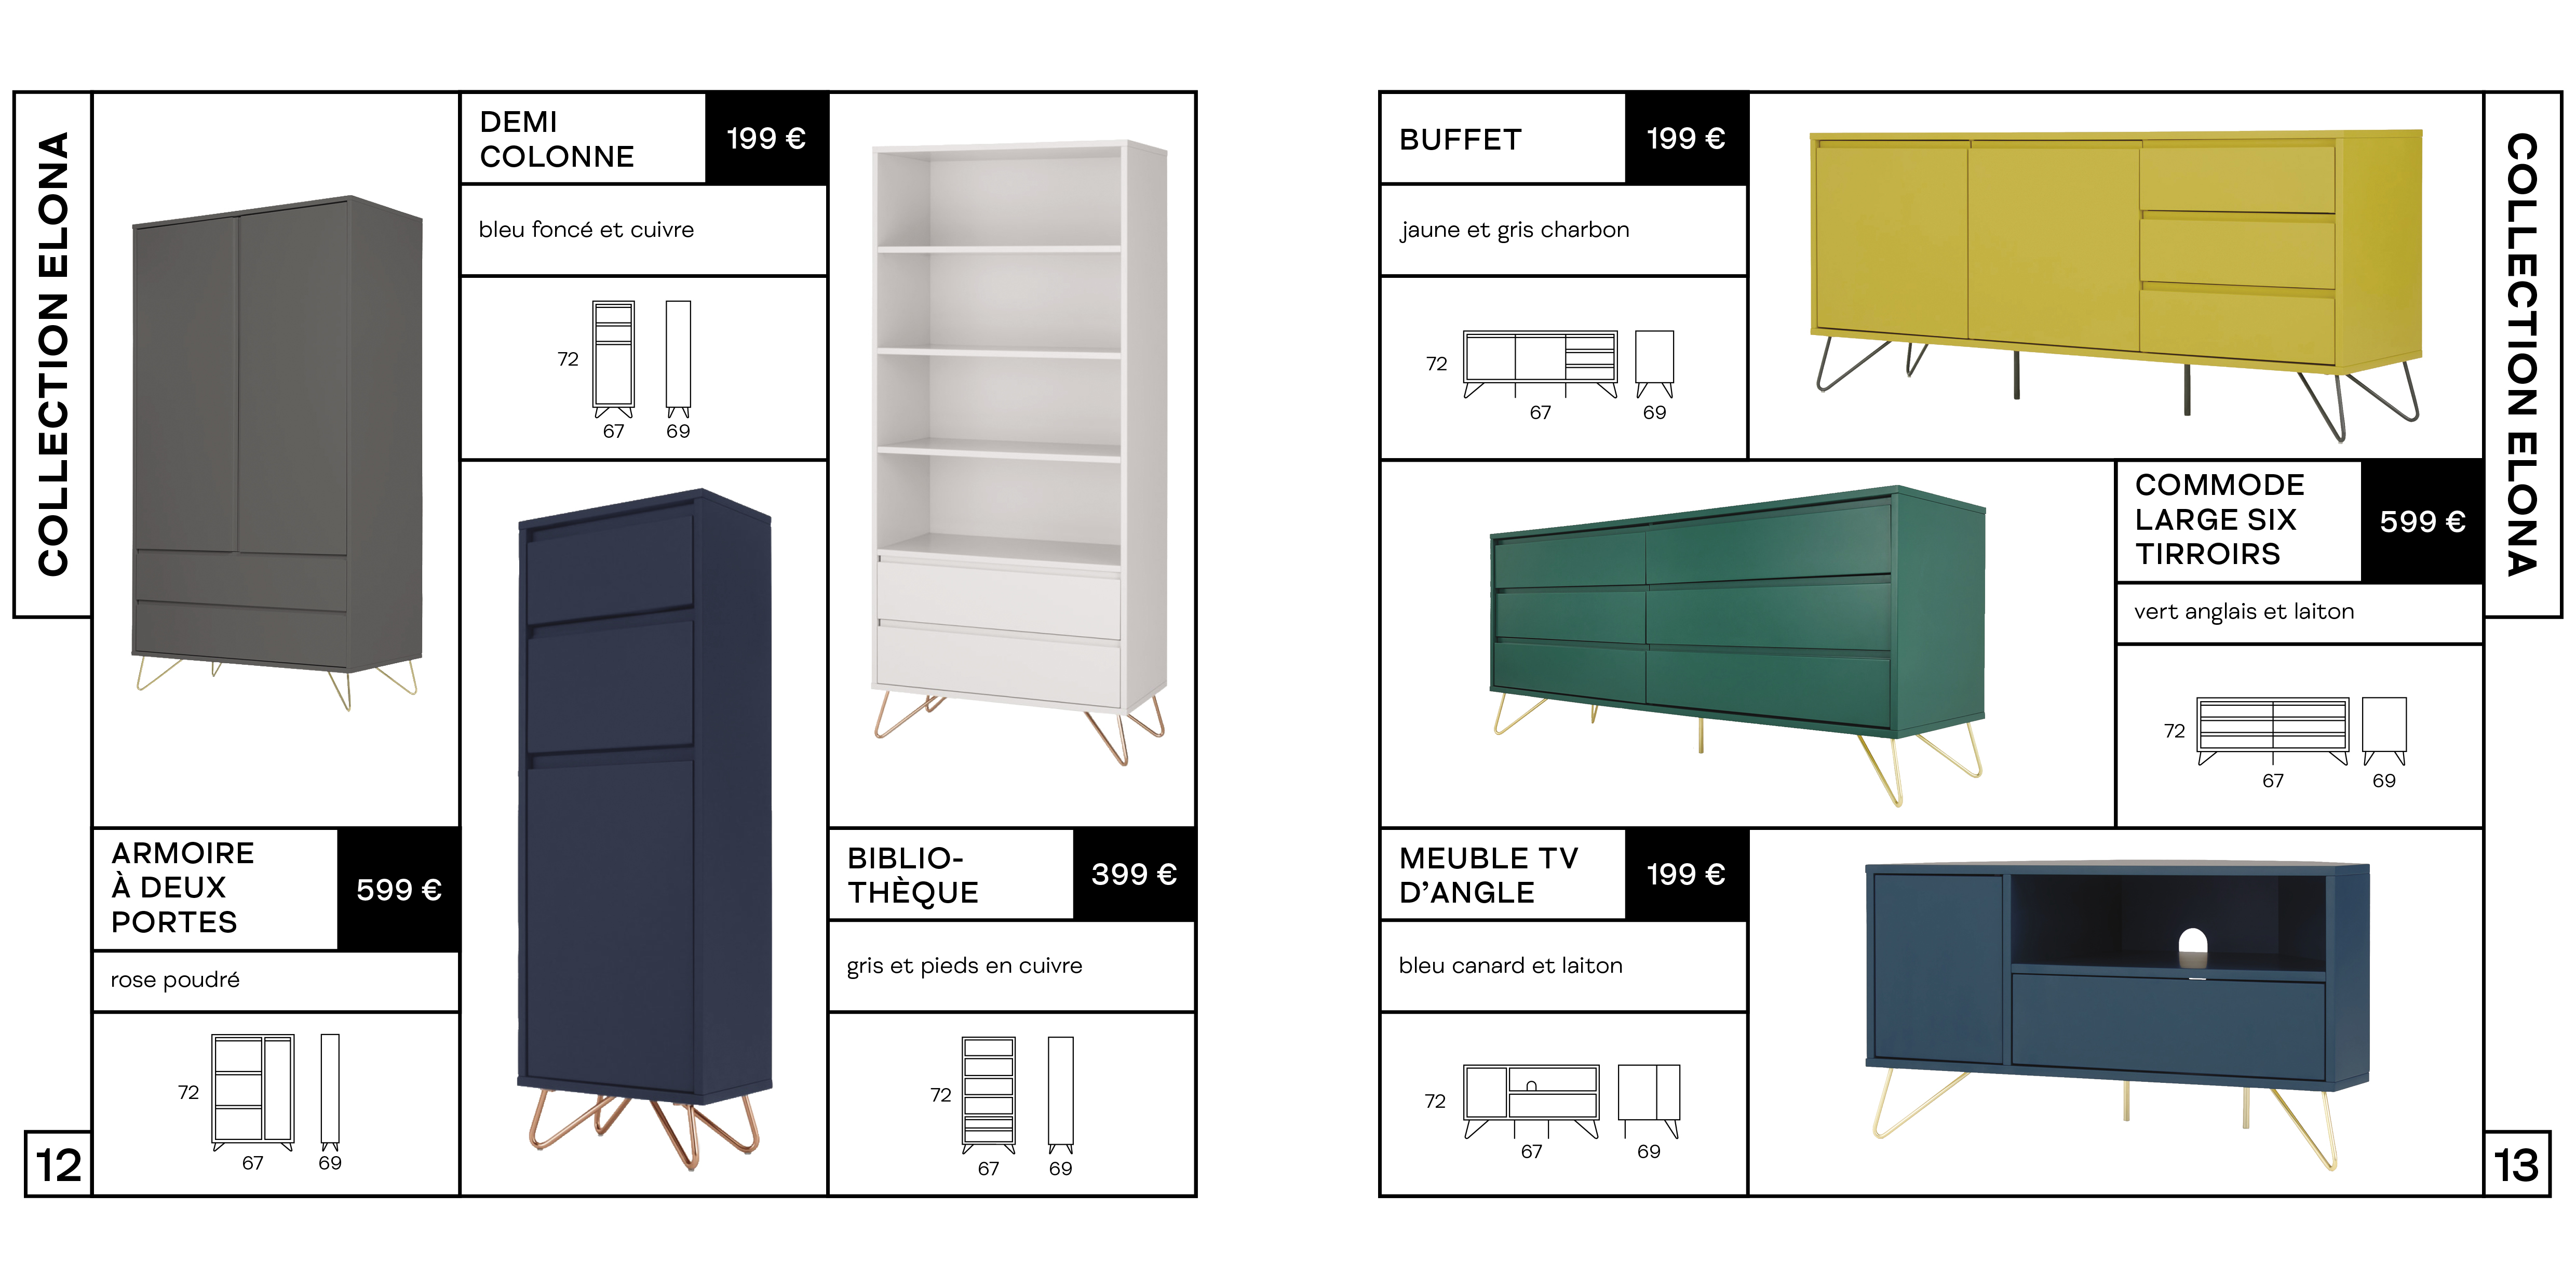 COLLECTION ELONA
DEMI
COLONNE
199 €
bleu foncé et cuivre
72
67
69
ARMOIRE
À DEUX
PORTES
599 €
rose poudré
72
67
69
BIBLIO-
THÈQUE
399 €
gris et pieds en cuivre
72
67
69
12
BUFFET
199 €
jaune et gris charbon
72
67
69
COMMODE
LARGE SIX
TIRROIRS
599 €
vert anglais et laiton
72
67
69
MEUBLE TV
D’ANGLE
199 €
bleu canard et laiton
72
67
69
COLLECTION ELONA
13